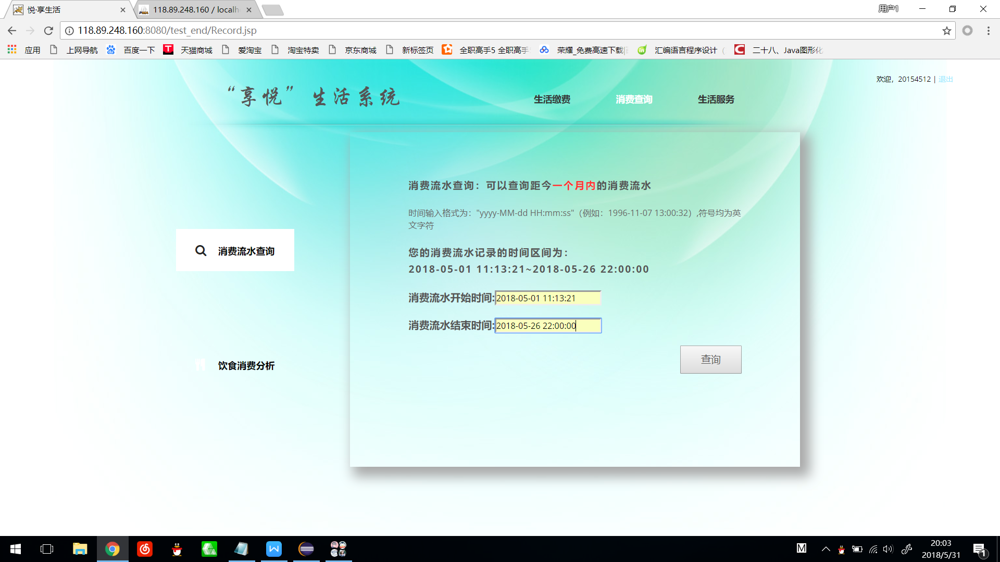 悦·享生活
118.89.248.160 / localh
用户1
118.89.248.160:8080/test_end/Record.jsp
应用
上网导航
百度一下
天猫商城
爱淘宝
淘宝特卖
京东商城
新标签页
全职高手5 全职高手
荣耀_免费高速下载|
汇编语言程序设计 (
二十八、Java图形化
欢迎，20154512 | 退出
“享悦” 生活系统
生活缴费
消费查询
生活服务
消费流水查询：可以查询距今一个月内的消费流水
时间输入格式为："yyyy-MM-dd HH:mm:ss"（例如：1996-11-07 13:00:32）,符号均为英
文字符
消费流水查询
您的消费流水记录的时间区间为：
2018-05-01 11:13:21~2018-05-26 22:00:00
消费流水开始时间:2018-05-01 11:13:21
消费流水结束时间:2018-05-26 22:00:00
查询
饮食消费分析
M
20:03
2018/5/31
1